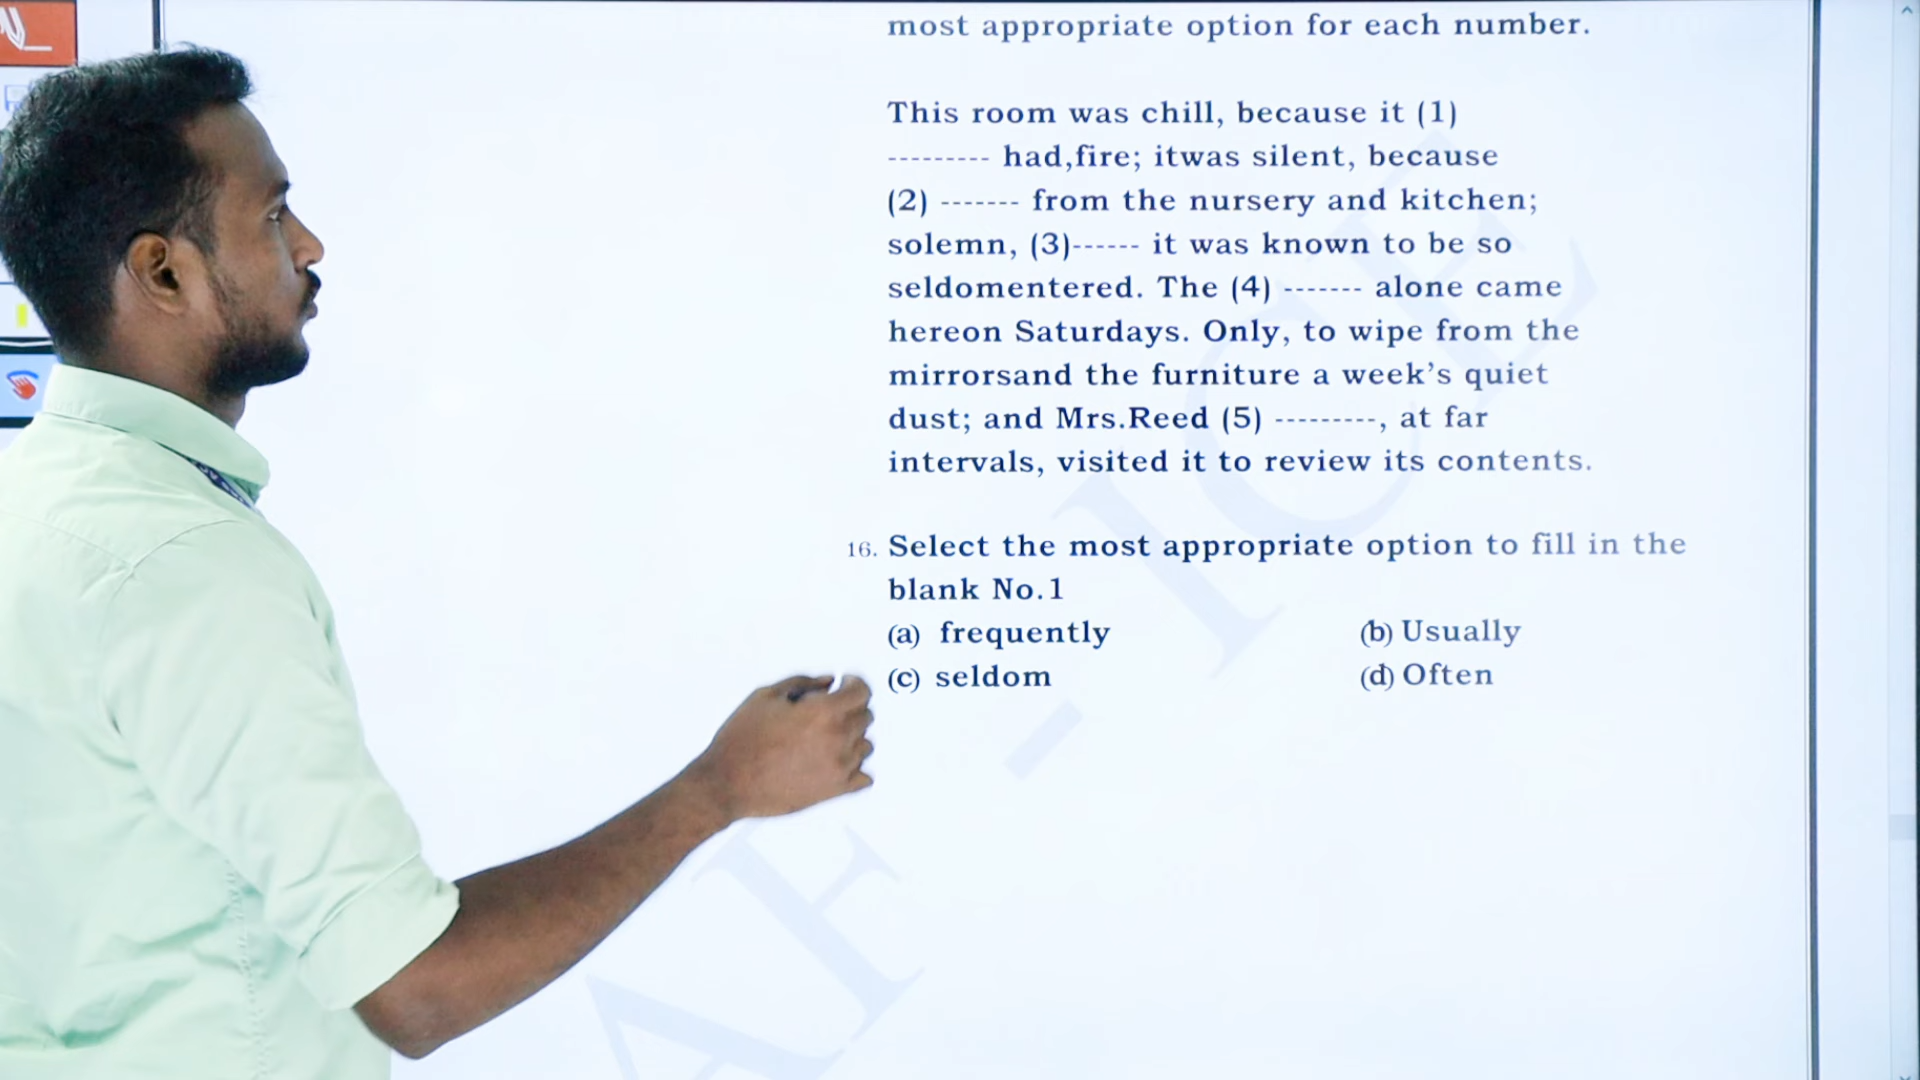 most appropriate option for each number.
This room was chill, because it (1)
--------- had,fire; itwas silent, because
(2) ------- from the nursery and kitchen;
solemn, (3)------ it was known to be so
seldomentered. The (4) ------- alone came
hereon Saturdays. Only, to wipe from the
mirrorsand the furniture a week’s quiet
dust; and Mrs.Reed (5) ---------, at far
intervals, visited it to review its contents.
16. Select the most appropriate option to fill in the
blank No.1
(a) frequently (b) Usually
(c) seldom (d) Often